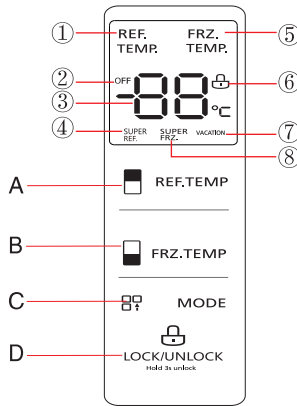 ① REF. TEMP. FRZ. TEMP. ⑤
② OFF
③ -88 °C ⑥
④ SUPER REF. SUPER FRZ. VACATION ⑦
⑧
A REF.TEMP
B FRZ.TEMP
C MODE
D LOCK/UNLOCK
Hold 3s unlock